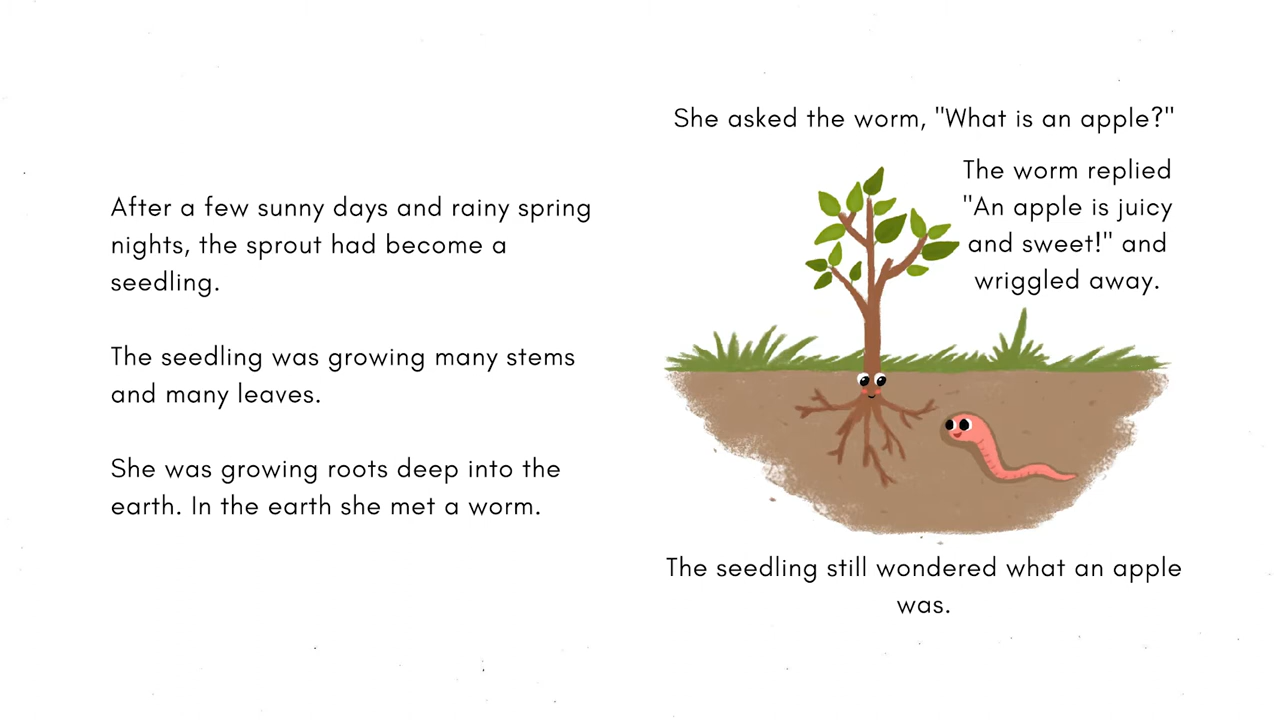 After a few sunny days and rainy spring
nights, the sprout had become a
seedling.
The seedling was growing many stems
and many leaves.
She was growing roots deep into the
earth. In the earth she met a worm.
She asked the worm, "What is an apple?"
The worm replied
"An apple is juicy
and sweet!" and
wriggled away.
The seedling still wondered what an apple
was.